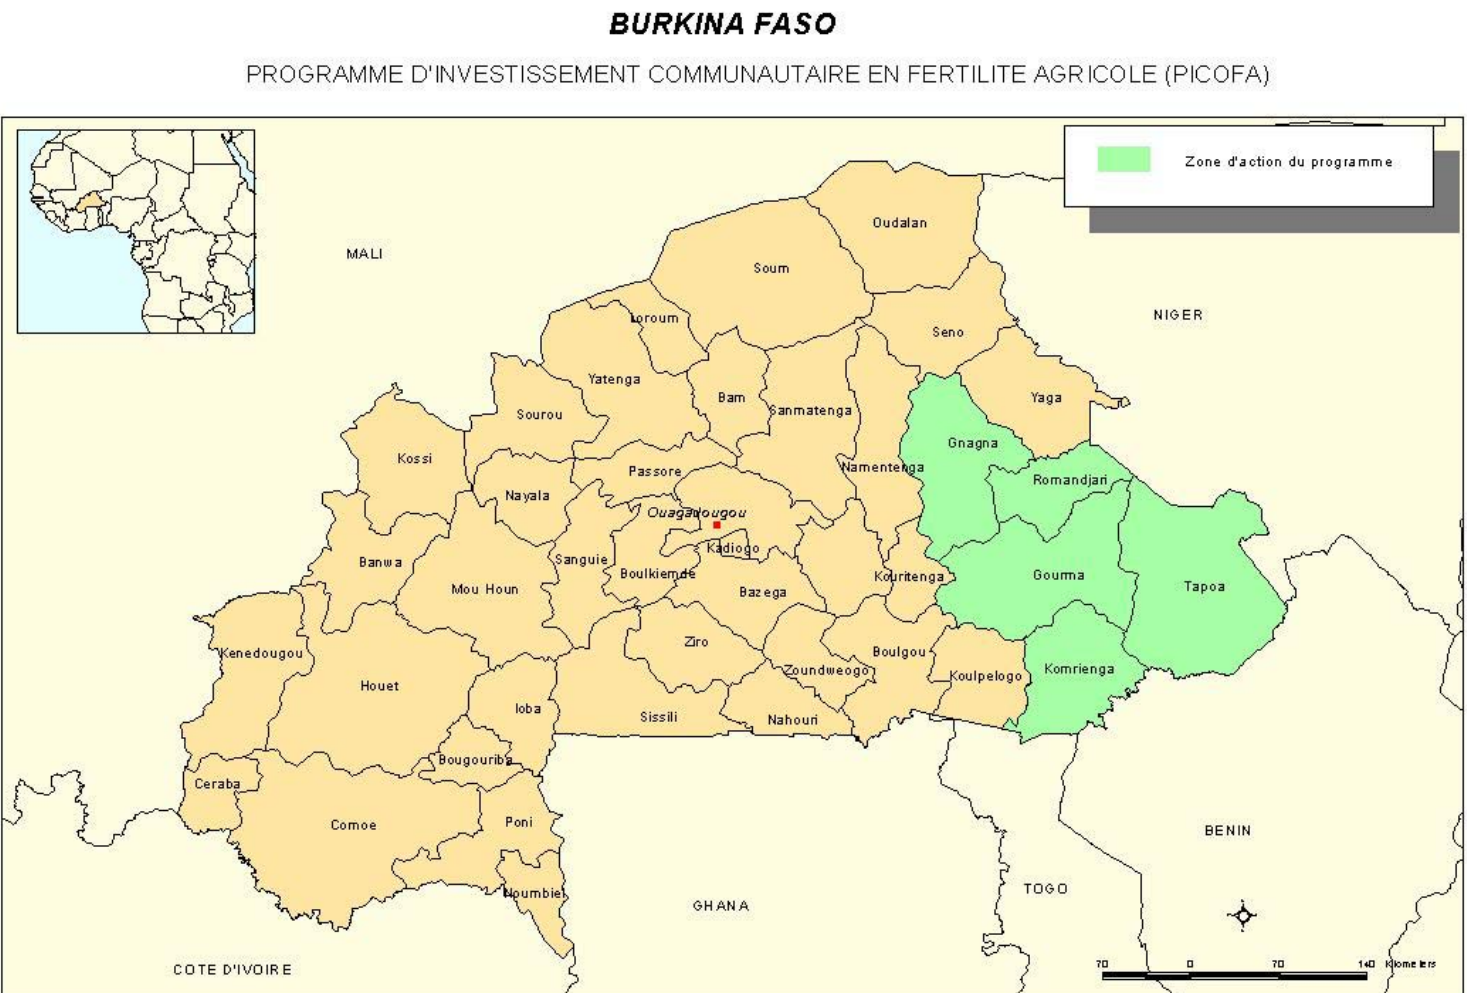 BURKINA FASO
PROGRAMME D'INVESTISSEMENT COMMUNAUTAIRE EN FERTILITE AGRICOLE (PICOFA)
Zone d'action du programme
Oudalan
MALI
Soum
NIGER
Loroum
Seno
Yatenga
Bam
Yaga
Sanmatenga
Sourou
Gnagna
Kossi
Passore
Namentenga
Romandjari
Nayala
Ouagadougou
Kadiogo
Sanguie
Banwa
Boulkiemde
Kouritenga
Gourma
Mou Houn
Tapoa
Bazega
Ziro
Kenedougou
Boulgou
Zoundweogo
Koulpelogo
Komrienga
Houet
Ioba
Sissili
Nahouri
Bougouriba
Ceraba
Comoe
Poni
BENIN
Noumbiel
TOGO
GHANA
COTE D'IVOIRE
70 0 70 140 Kilometers